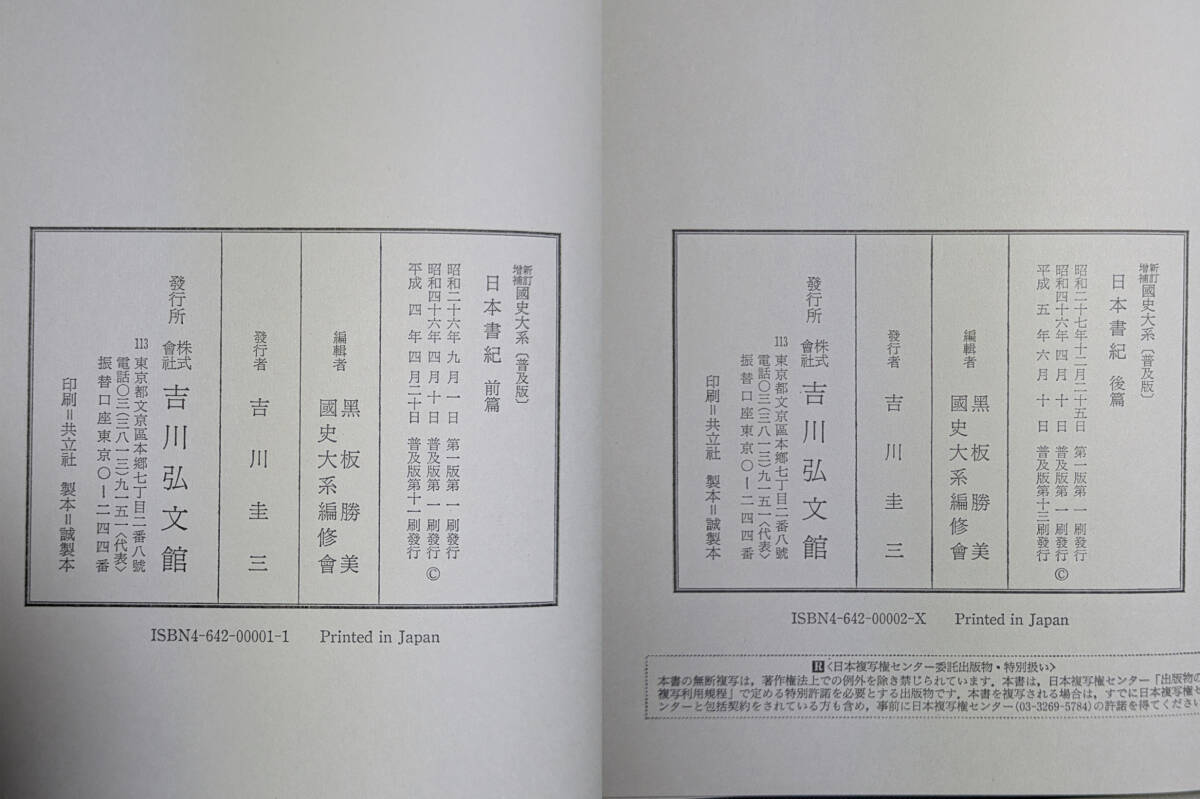 新訂增補 國史大系〔普及版〕
日本書紀 前篇
昭和二十六年九月一日 第一版第一刷發行
昭和四十六年四月十日 普及版第一刷發行
平成四年四月二十日 普及版第十一刷發行
©
編輯者 黑板勝美
國史大系編修會
發行者 吉川圭三
發行所 株式會社 吉川弘文館
113 東京都文京區本鄉七丁目二番八號
電話〇三(三八一三)九一五一〈代表〉
振替口座東京〇―二四四番
印刷=共立社 製本=誠製本
ISBN4-642-00001-1 Printed in Japan
新訂增補 國史大系〔普及版〕
日本書紀 後篇
昭和二十七年十二月二十五日 第一版第一刷發行
昭和四十六年四月十日 普及版第一刷發行
平成五年六月十日 普及版第十三刷發行
©
編輯者 黑板勝美
國史大系編修會
發行者 吉川圭三
發行所 株式會社 吉川弘文館
113 東京都文京區本鄉七丁目二番八號
電話〇三(三八一三)九一五一〈代表〉
振替口座東京〇―二四四番
印刷=共立社 製本=誠製本
ISBN4-642-00002-X Printed in Japan
R〈日本複写権センター委託出版物・特別扱い〉
本書の無断複写は,著作権法上での例外を除き禁じられています.本書は,日本複写権センター「出版物の
複写利用規程」で定める特別許諾を必要とする出版物です.本書を複写される場合は,すでに日本複写権セ
ンターと包括契約をされている方も含め,事前に日本複写権センター(03-3269-5784)の許諾を得てください